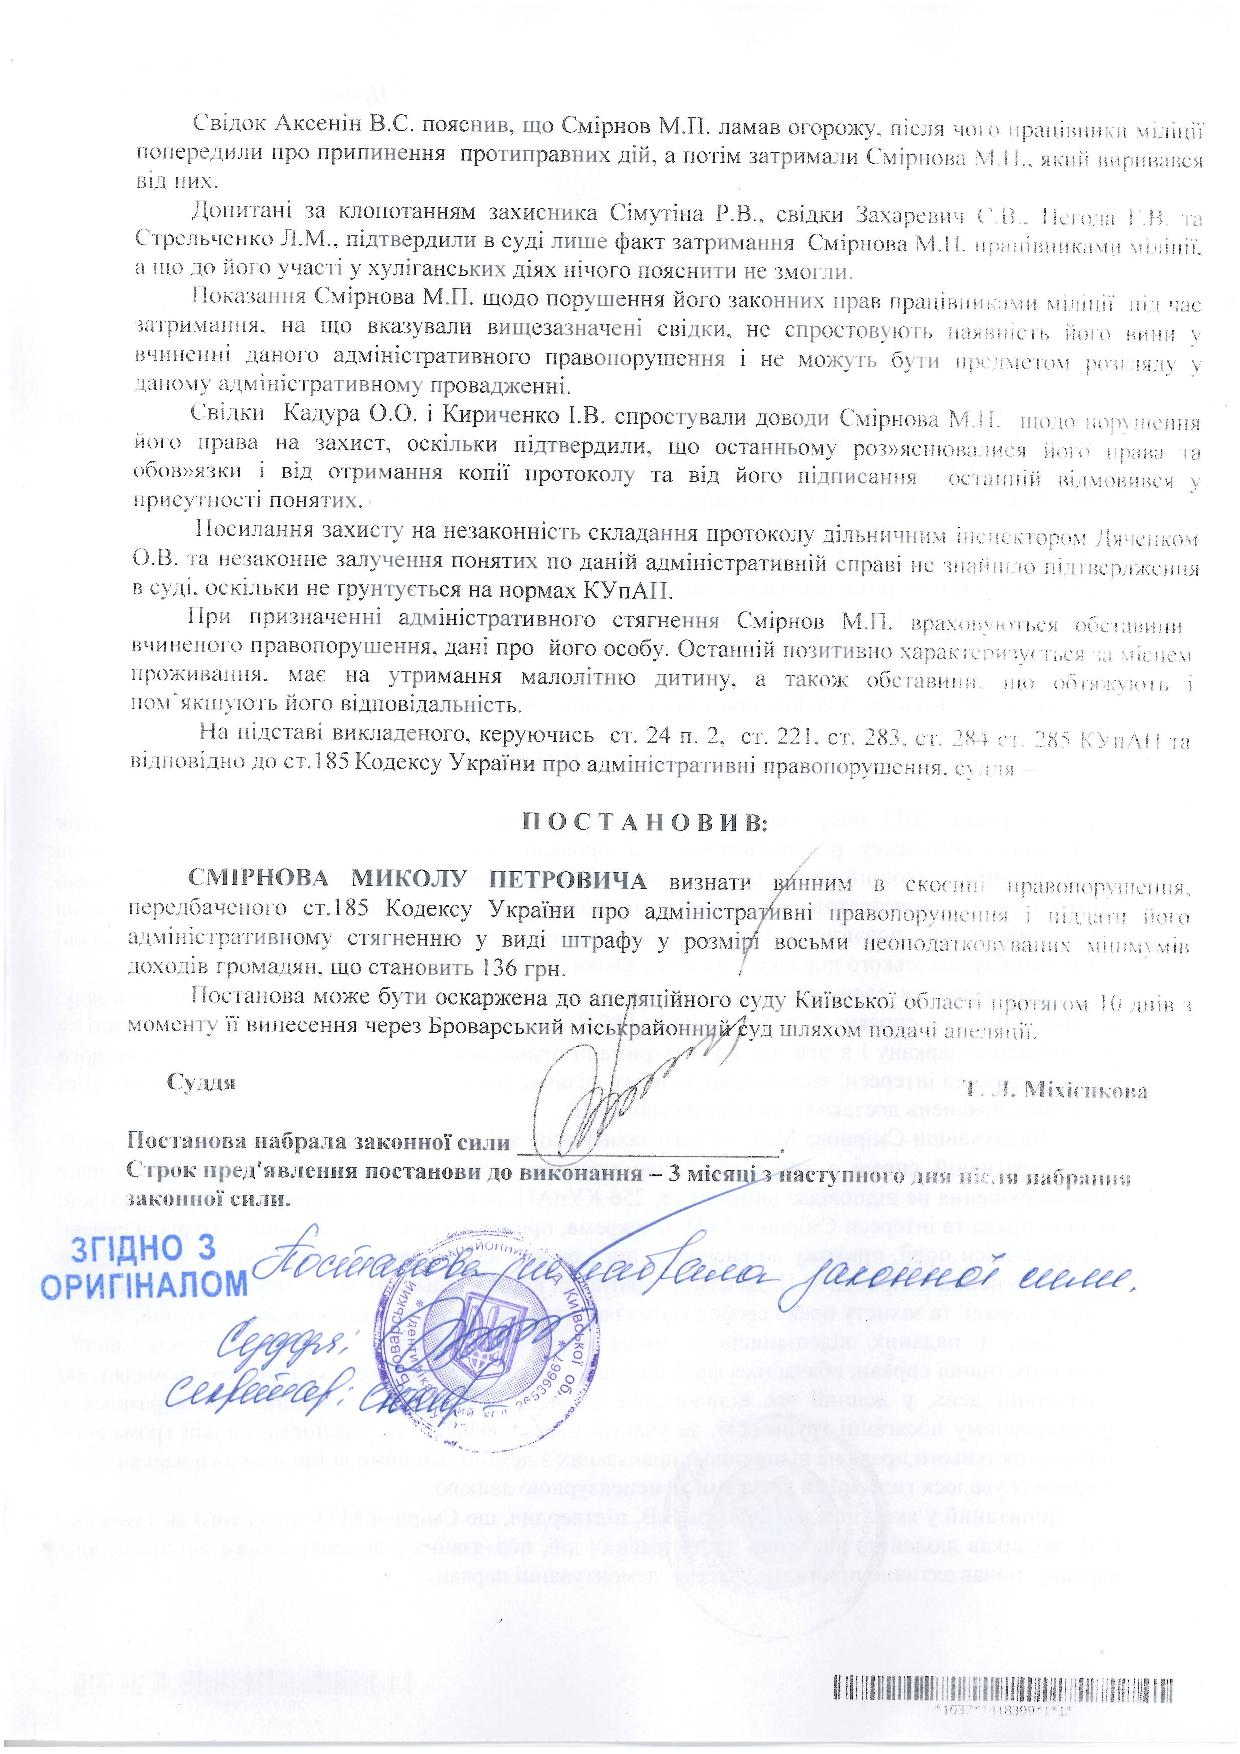 Свідок Аксенін В.С. пояснив, що Смірнов М.П. ламав огорожу, після чого працівники міліції
попередили про припинення протиправних дій, а потім затримали Смірнова М.П., який виривався
від них.
Допитані за клопотанням захисника Сімутіна Р.В., свідки Захаревич С.В., Негода Г.В. та
Стрельченко Л.М., підтвердили в суді лише факт затримання Смірнова М.П. працівниками міліції,
а що до його участі у хуліганських діях нічого пояснити не змогли.
Показання Смірнова М.П. щодо порушення його законних прав працівниками міліції під час
затримання, на що вказували вищезазначені свідки, не спростовують наявність його вини у
вчиненні даного адміністративного правопорушення і не можуть бути предметом розгляду у
даному адміністративному провадженні.
Свідки Кадура О.О. і Кириченко І.В. спростували доводи Смірнова М.П. щодо порушення
його права на захист, оскільки підтвердили, що останньому роз»яснювалися його права та
обов»язки і від отримання копії протоколу та від його підписання останній відмовився у
присутності понятих.
Посилання захисту на незаконність складання протоколу дільничним інспектором Дяченком
О.В. та незаконне залучення понятих по даній адміністративній справі не знайшло підтвердження
в суді, оскільки не грунтується на нормах КУпАП.
При призначенні адміністративного стягнення Смірнов М.П. враховуються обставини
вчиненого правопорушення, дані про його особу. Останній позитивно характеризується за місцем
проживання, має на утримання малолітню дитину, а також обставини, що обтяжують і
пом`якшують його відповідальність.
На підставі викладеного, керуючись ст. 24 п. 2, ст. 221, ст. 283, ст. 284 ст. 285 КУпАП та
відповідно до ст.185 Кодексу України про адміністративні правопорушення, суддя –
П О С Т А Н О В И В:
СМІРНОВА МИКОЛУ ПЕТРОВИЧА визнати винним в скоєнні правопорушення,
передбаченого ст.185 Кодексу України про адміністративні правопорушення і піддати його
адміністративному стягненню у виді штрафу у розмірі восьми неоподатковуваних мінімумів
доходів громадян, що становить 136 грн.
Постанова може бути оскаржена до апеляційного суду Київської області протягом 10 днів з
моменту її винесення через Броварський міськрайонний суд шляхом подачі апеляції.
Суддя Т. Л. Міхієнкова
Постанова набрала законної сили ________________________.
Строк пред'явлення постанови до виконання – 3 місяці з наступного дня після набрання
законної сили.
ЗГІДНО З
ОРИГІНАЛОМ
Постанова не набрала законної сили.
Суддя:
Секретар: